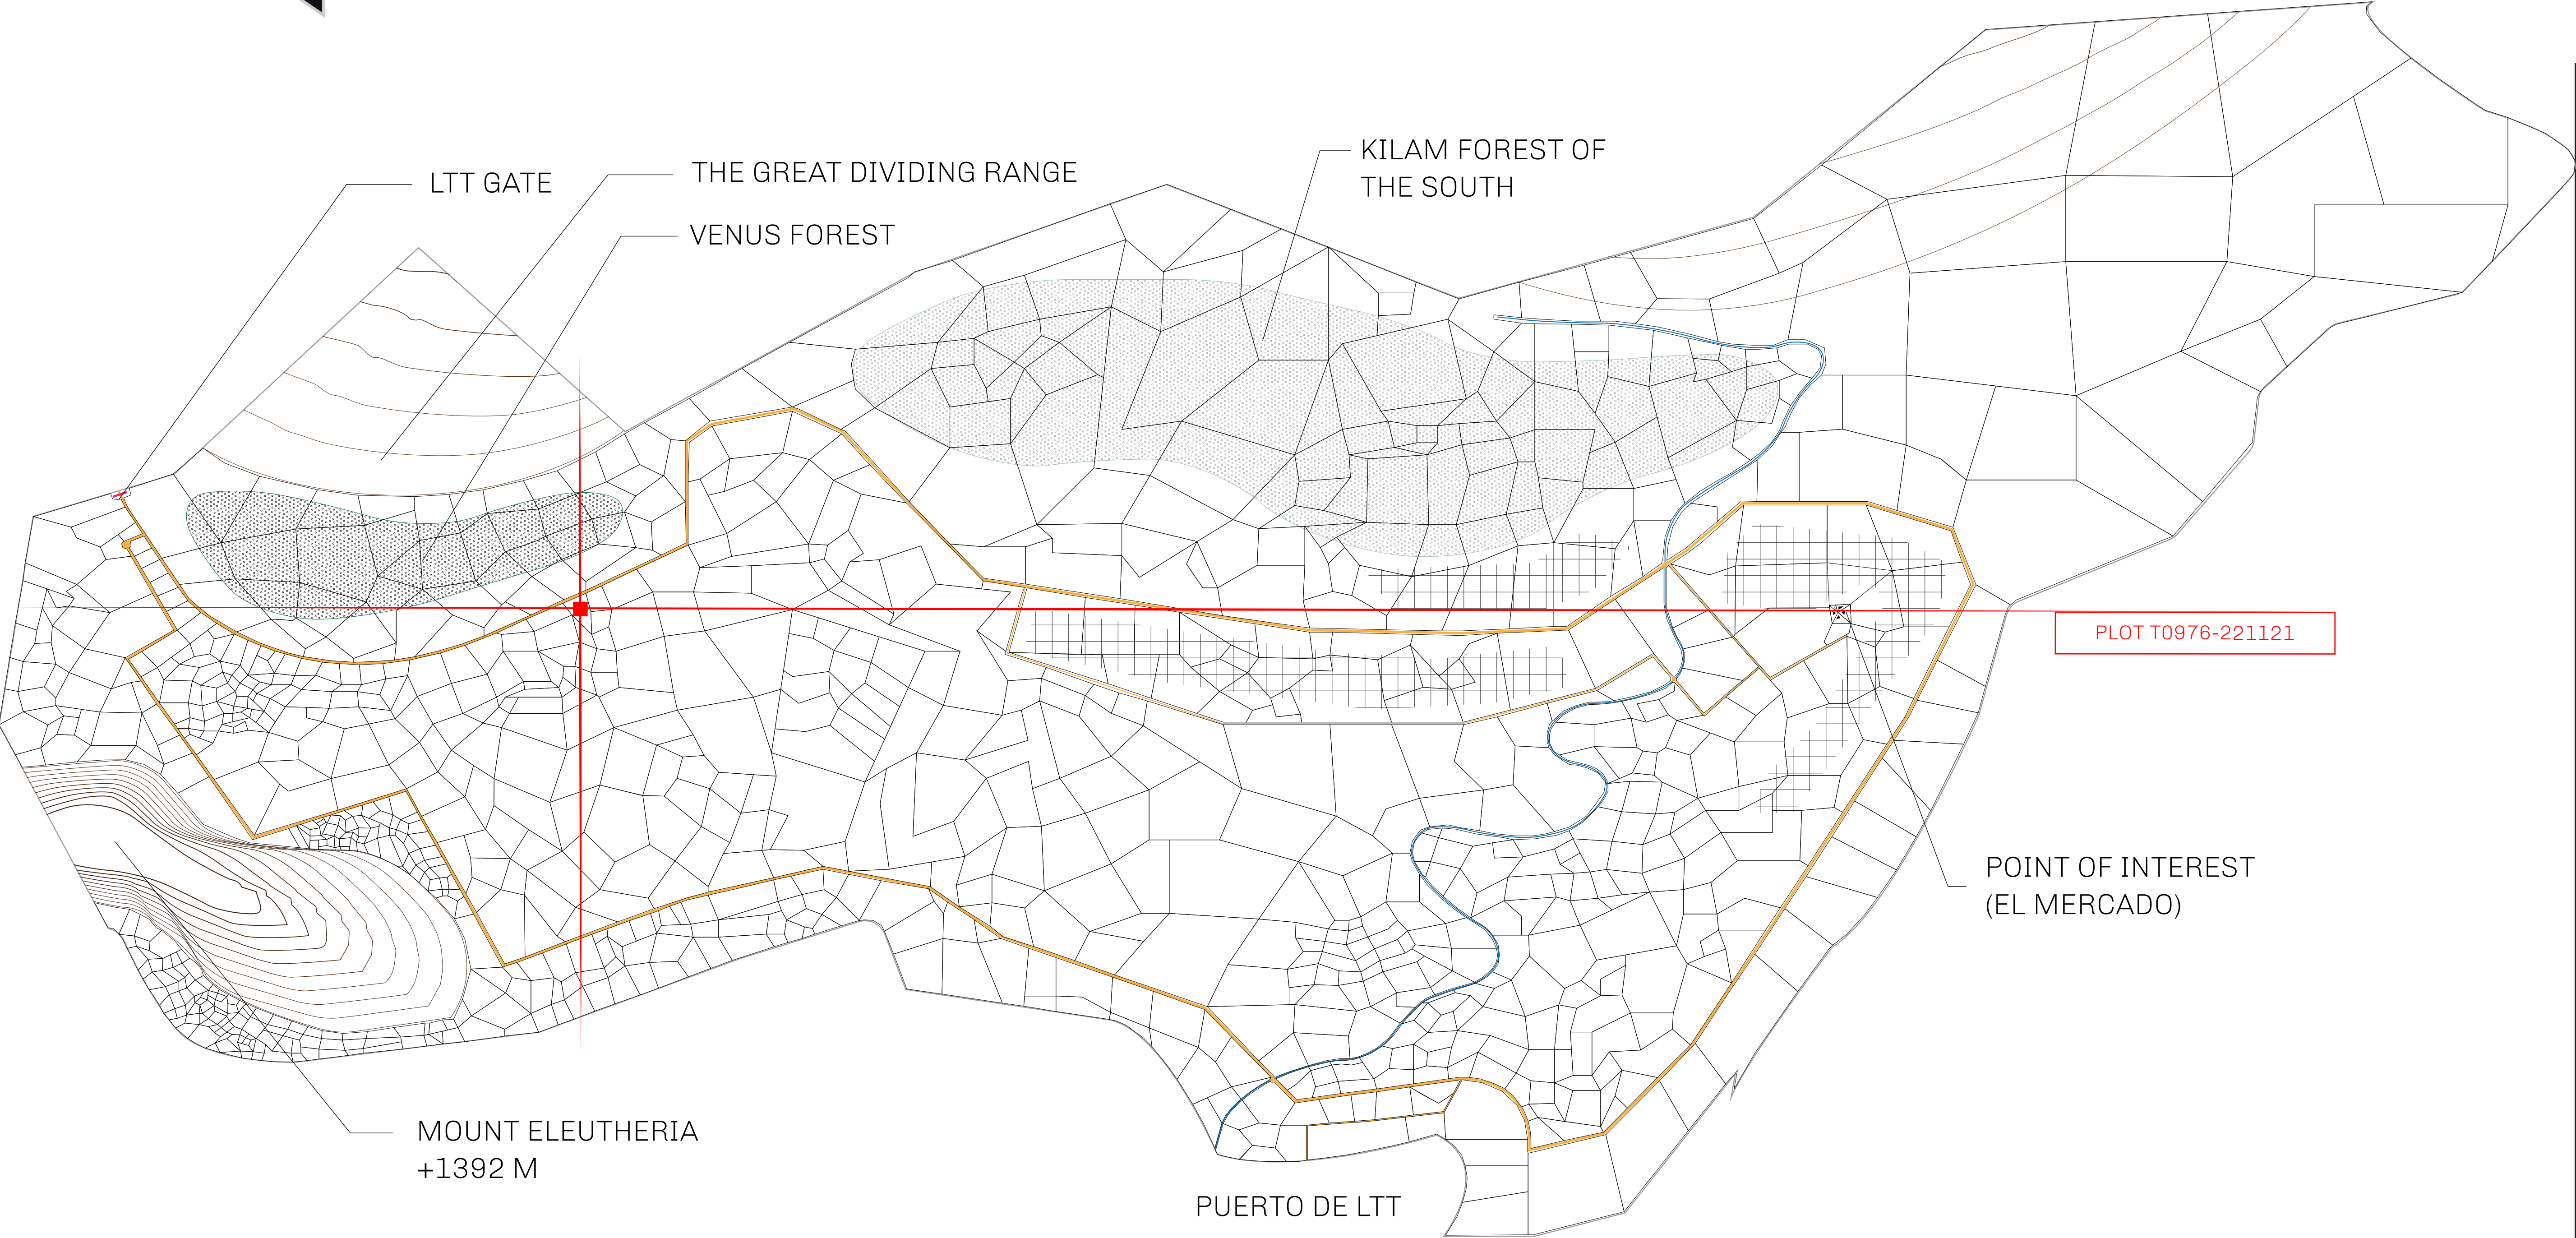 KILAM FOREST OF
THE SOUTH
LTT GATE
THE GREAT DIVIDING RANGE
VENUS FOREST
PLOT T0976-221121
POINT OF INTEREST
(EL MERCADO)
MOUNT ELEUTHERIA
+1392 M
PUERTO DE LTT